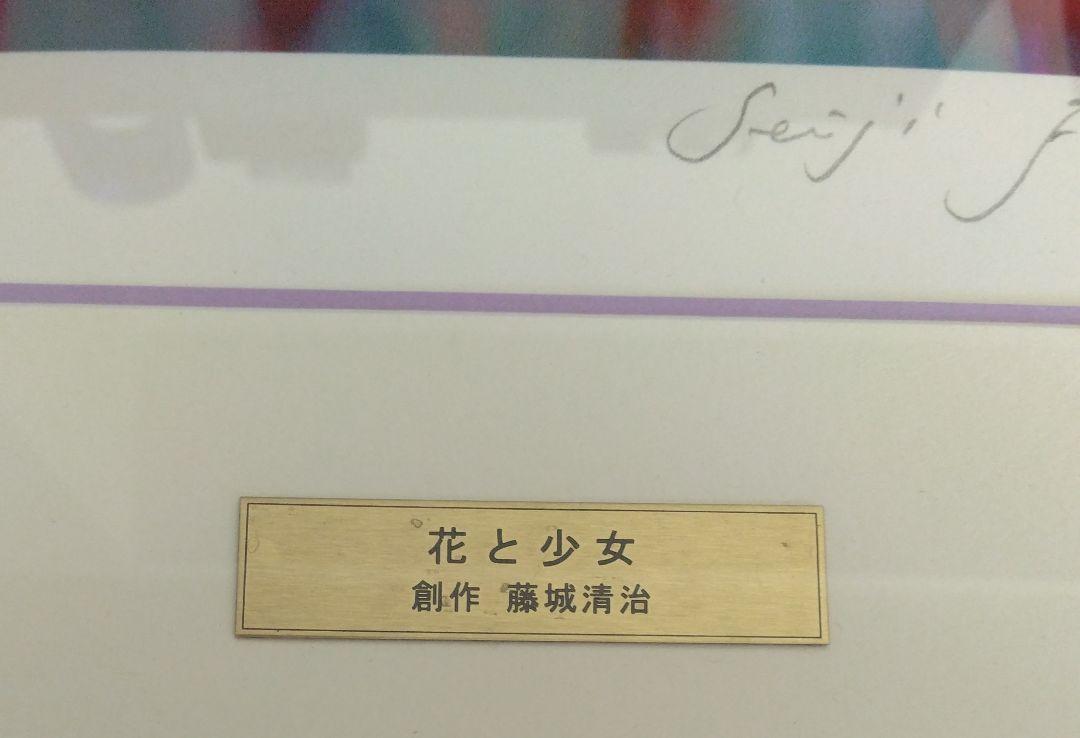 Seiji F
花と少女
創作 藤城清治